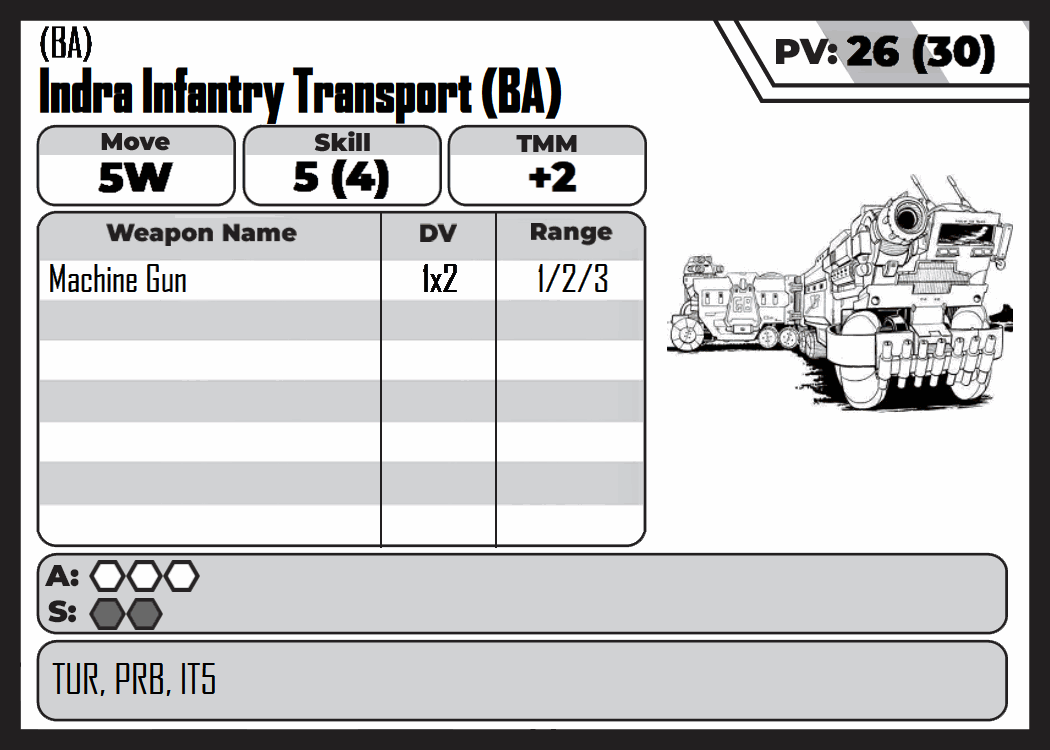 (BA)
PV: 26 (30)
Indra Infantry Transport (BA)
Move Skill TMM
5W 5 (4) +2
Weapon Name DV Range
Machine Gun 1x2 1/2/3
A:
S:
TUR, PRB, IT5